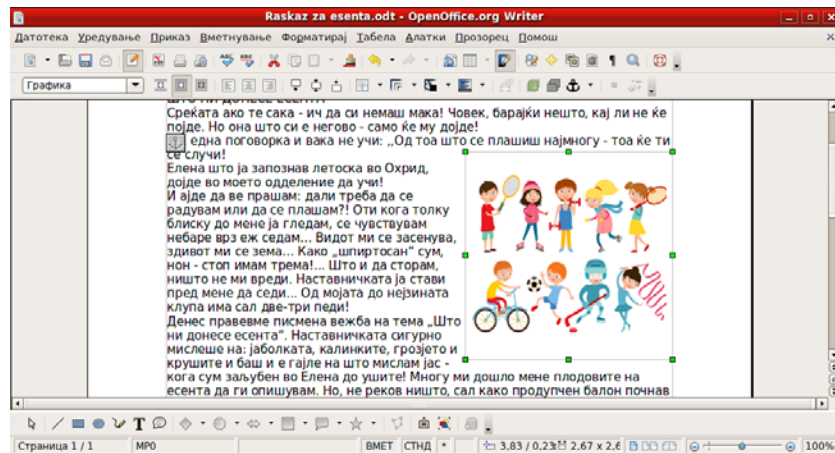 Raskaz za esenta.odt - OpenOffice.org Writer
Датотека Уредување Приказ Вметнување Форматирај Табела Алатки Прозорец Помош
Графика
ШТО НИ ДОНЕСЕ ЕСЕНТА
Среќата ако те сака - ич да си немаш мака! Човек, барајќи нешто, кај ли не ќе
појде. Но она што си е негово - само ќе му дојде!
една поговорка и вака не учи: „Од тоа што се плашиш најмногу - тоа ќе ти
се случи!
Елена што ја запознав летоска во Охрид,
дојде во моето одделение да учи!
И ајде да ве прашам: дали треба да се
радувам или да се плашам?! Оти кога толку
блиску до мене ја гледам, се чувствувам
небаре врз еж седам... Видот ми се засенува,
здивот ми се зема... Како „шпиртосан“ сум,
нон - стоп имам трема!... Што и да сторам,
ништо не ми вреди. Наставничката ја стави
пред мене да седи... Од мојата до нејзината
клупа има сал две-три педи!
Денес правевме писмена вежба на тема „Што
ни донесе есента“. Наставничката сигурно
мислеше на: јаболката, калинките, грозјето и
крушите и баш и е гајле на што мислам јас -
кога сум заљубен во Елена до ушите! Многу ми дошло мене плодовите на
есента да ги опишувам. Но, не реков ништо, сал како продупчен балон почнав
Страница 1 / 1 МР0 ВМЕТ СТНД * 3,83 / 0,23 2,67 x 2,6 100%